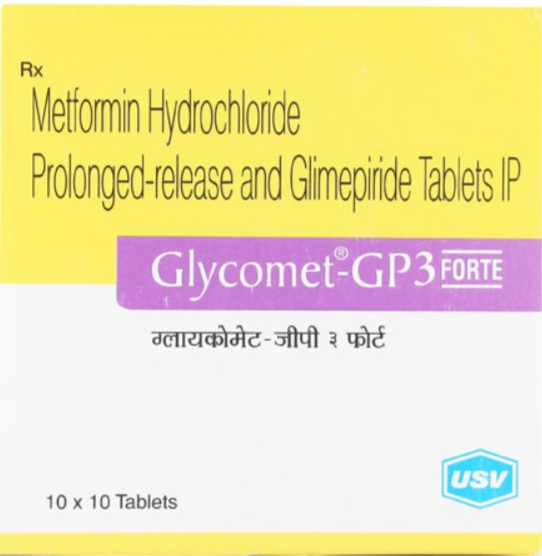 Rx
Metformin Hydrochloride
Prolonged-release and Glimepiride Tablets IP
Glycomet®-GP3 FORTE
ग्लायकोमेट-जीपी ३ फोर्ट
USV
10 x 10 Tablets